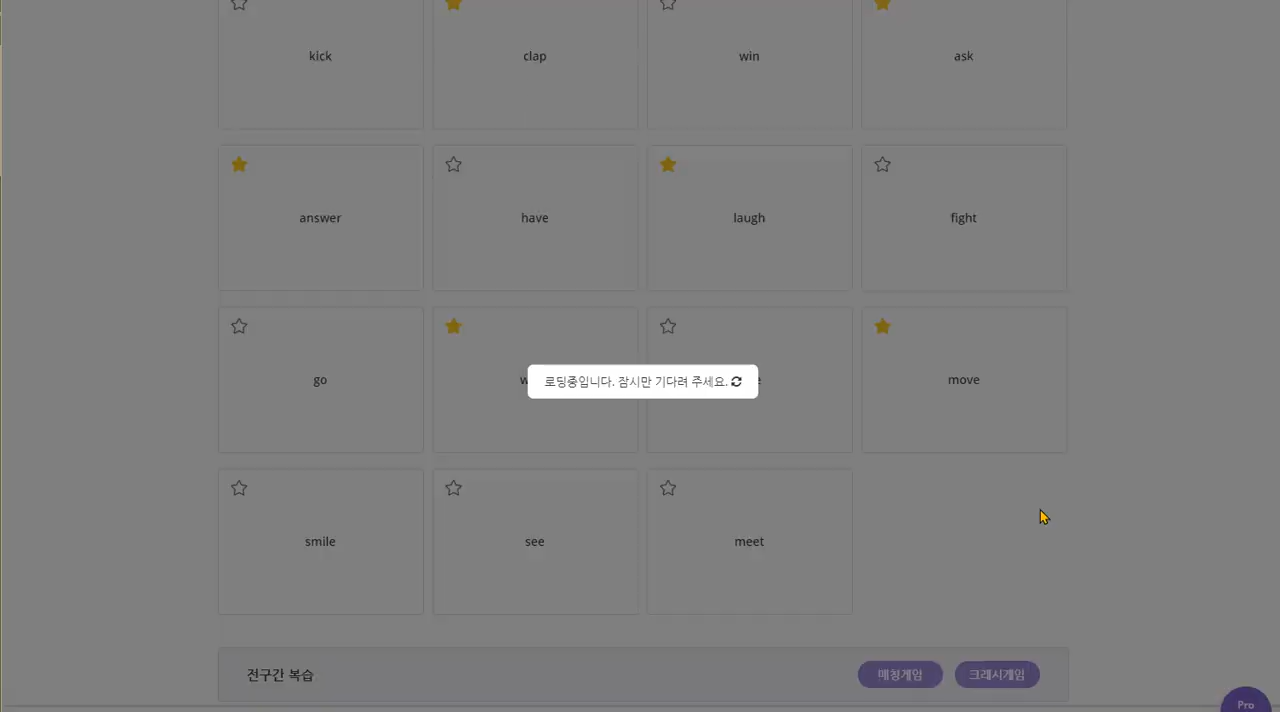 kick clap win ask
answer have laugh fight
go move
로딩중입니다. 잠시만 기다려 주세요.
smile see meet
전구간 복습 매칭게임 크래시게임
Pro